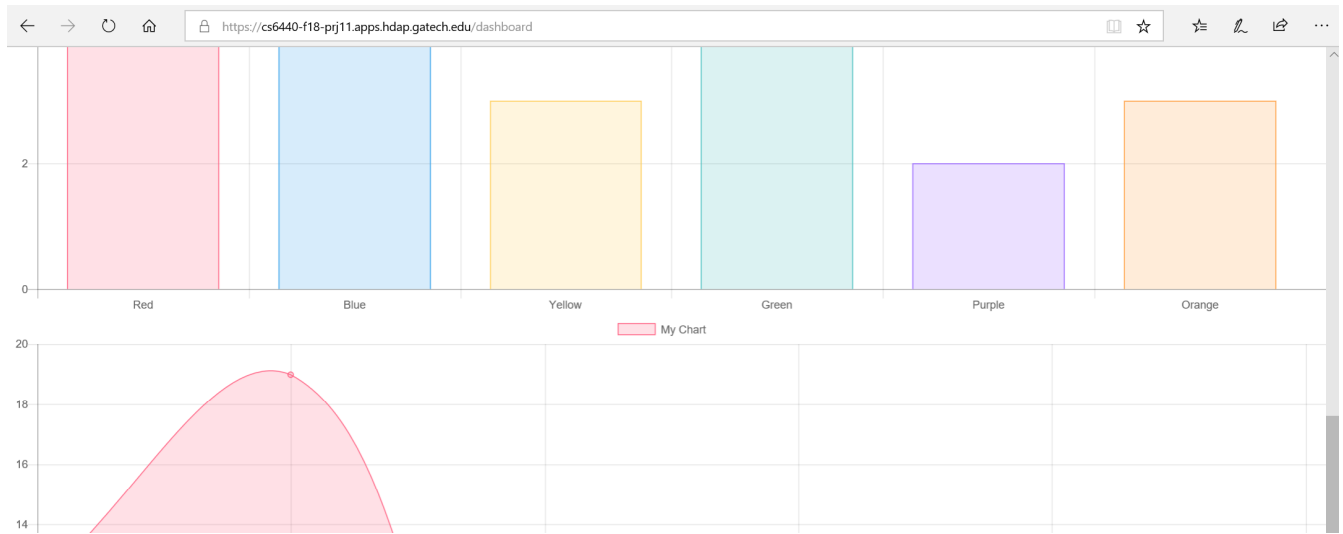 https://cs6440-f18-prj11.apps.hdap.gatech.edu/dashboard
2
0
Red Blue Yellow Green Purple Orange
My Chart
20
18
16
14